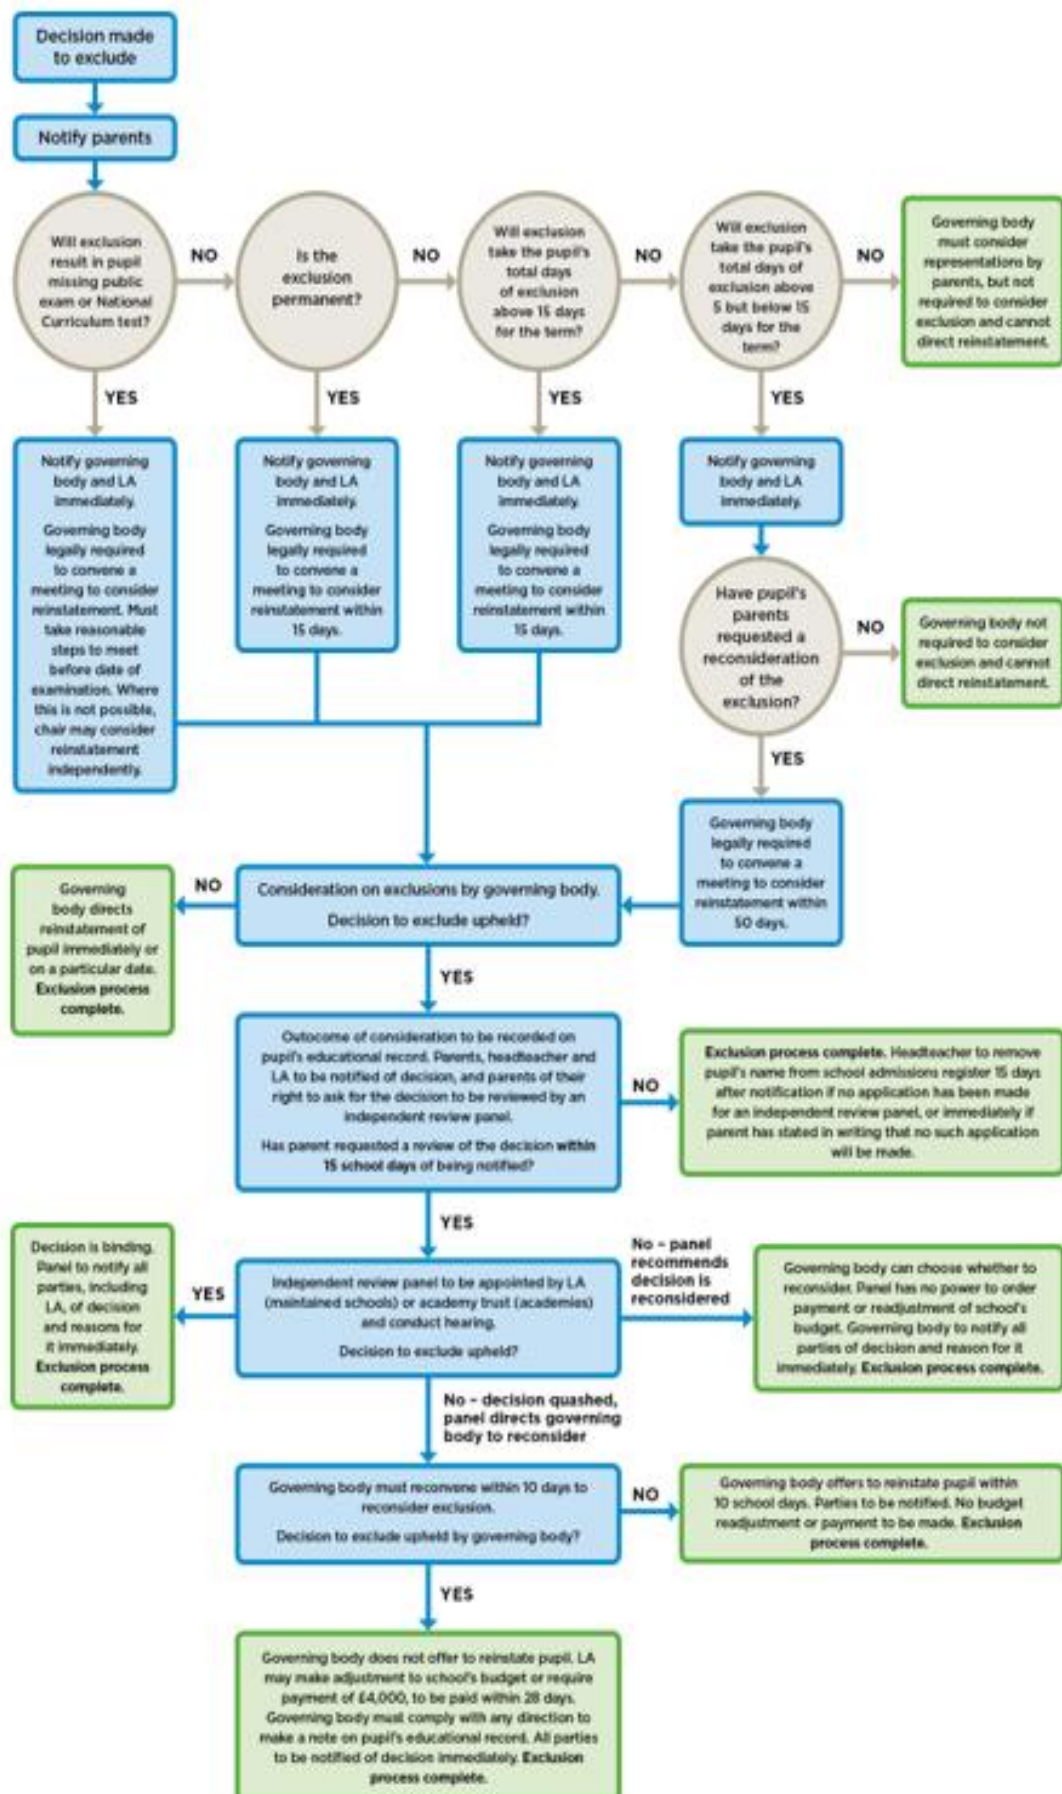 Decision made
to exclude
Notify parents
Will exclusion
result in pupil
missing public
exam or National
Curriculum test?
NO
Is the
exclusion
permanent?
NO
Will exclusion
take the pupil's
total days
of exclusion
above 15 days
for the term?
NO
Will exclusion
take the pupil's
total days of
exclusion above
5 but below 15
days for the
term?
NO
Governing body
must consider
representations by
parents, but not
required to consider
exclusion and cannot
direct reinstatement.
YES
YES
YES
YES
Notify governing
body and LA
immediately.
Governing body
legally required
to convene a
meeting to consider
reinstatement. Must
take reasonable
steps to meet
before date of
examination. Where
this is not possible,
chair may consider
reinstatement
independently.
Notify governing
body and LA
immediately.
Governing body
legally required
to convene a
meeting to consider
reinstatement within
15 days.
Notify governing
body and LA
immediately.
Governing body
legally required
to convene a
meeting to consider
reinstatement within
15 days.
Notify governing
body and LA
immediately.
Have pupil's
parents
requested a
reconsideration
of the
exclusion?
NO
Governing body not
required to consider
exclusion and cannot
direct reinstatement.
YES
Governing body
legally required
to convene a
meeting to consider
reinstatement within
50 days.
Consideration on exclusions by governing body.
Decision to exclude upheld?
NO
Governing
body directs
reinstatement of
pupil immediately or
on a particular date.
Exclusion process
complete.
YES
Outocome of consideration to be recorded on
pupil's educational record. Parents, headteacher and
LA to be notified of decision, and parents of their
right to ask for the decision to be reviewed by an
independent review panel.
Has parent requested a review of the decision within
15 school days of being notified?
NO
Exclusion process complete. Headteacher to remove
pupil's name from school admissions register 15 days
after notification if no application has been made
for an independent review panel, or immediately if
parent has stated in writing that no such application
will be made.
YES
Independent review panel to be appointed by LA
(maintained schools) or academy trust (academies)
and conduct hearing.
Decision to exclude upheld?
YES
Decision is binding.
Panel to notify all
parties, including
LA, of decision
and reasons for
it immediately.
Exclusion process
complete.
No – panel
recommends
decision is
reconsidered
Governing body can choose whether to
reconsider. Panel has no power to order
payment or readjustment of school's
budget. Governing body to notify all
parties of decision and reason for it
immediately. Exclusion process complete.
No – decision quashed,
panel directs governing
body to reconsider
Governing body must reconvene within 10 days to
reconsider exclusion.
Decision to exclude upheld by governing body?
NO
Governing body offers to reinstate pupil within
10 school days. Parties to be notified. No budget
readjustment or payment to be made. Exclusion
process complete.
YES
Governing body does not offer to reinstate pupil. LA
may make adjustment to school's budget or require
payment of £4,000, to be paid within 28 days.
Governing body must comply with any direction to
make a note on pupil's educational record. All parties
to be notified of decision immediately. Exclusion
process complete.